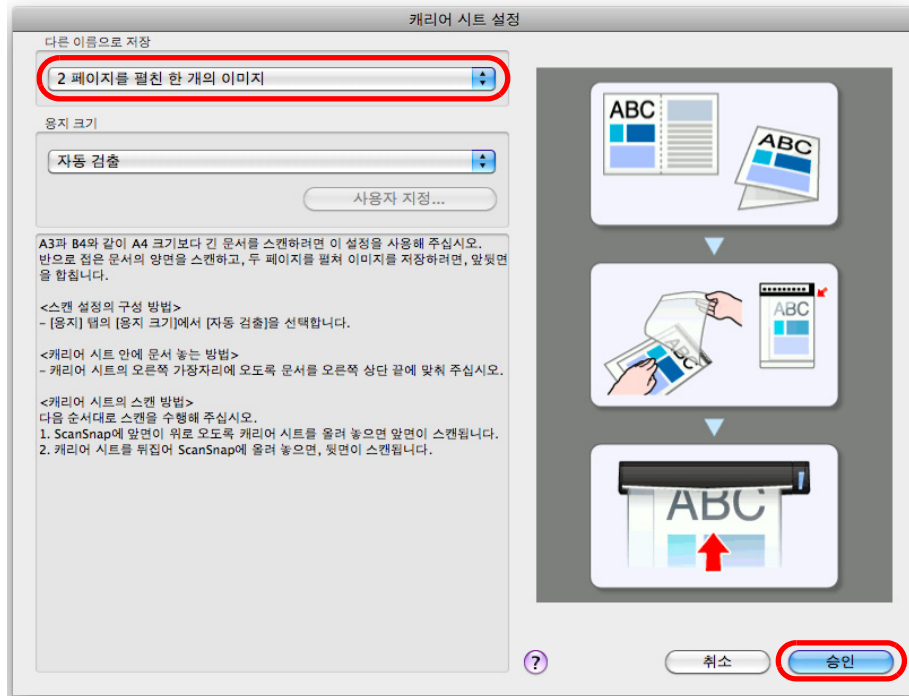 캐리어 시트 설정
다른 이름으로 저장
2 페이지를 펼친 한 개의 이미지
용지 크기
자동 검출
사용자 지정...
A3과 B4와 같이 A4 크기보다 긴 문서를 스캔하려면 이 설정을 사용해 주십시오.
반으로 접은 문서의 양면을 스캔하고, 두 페이지를 펼쳐 이미지를 저장하려면, 앞뒷면
을 합칩니다.
<스캔 설정의 구성 방법>
– [용지] 탭의 [용지 크기]에서 [자동 검출]을 선택합니다.
<캐리어 시트 안에 문서 놓는 방법>
– 캐리어 시트의 오른쪽 가장자리에 오도록 문서를 오른쪽 상단 끝에 맞춰 주십시오.
<캐리어 시트의 스캔 방법>
다음 순서대로 스캔을 수행해 주십시오.
1. ScanSnap에 앞면이 위로 오도록 캐리어 시트를 올려 놓으면 앞면이 스캔됩니다.
2. 캐리어 시트를 뒤집어 ScanSnap에 올려 놓으면, 뒷면이 스캔됩니다.
ABC
ABC
ABC
ABC
ABC
?
취소
승인